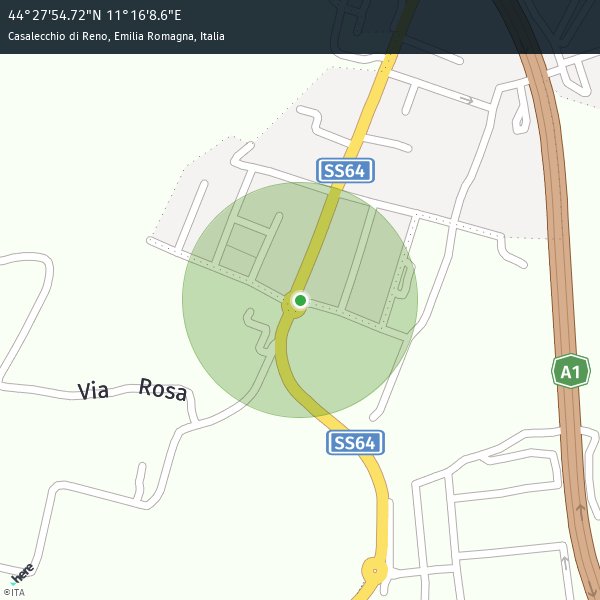 44°27'54.72"N 11°16'8.6"E
Casalecchio di Reno, Emilia Romagna, Italia
SS64
A1
Via Rosa
SS64
here
©ITA